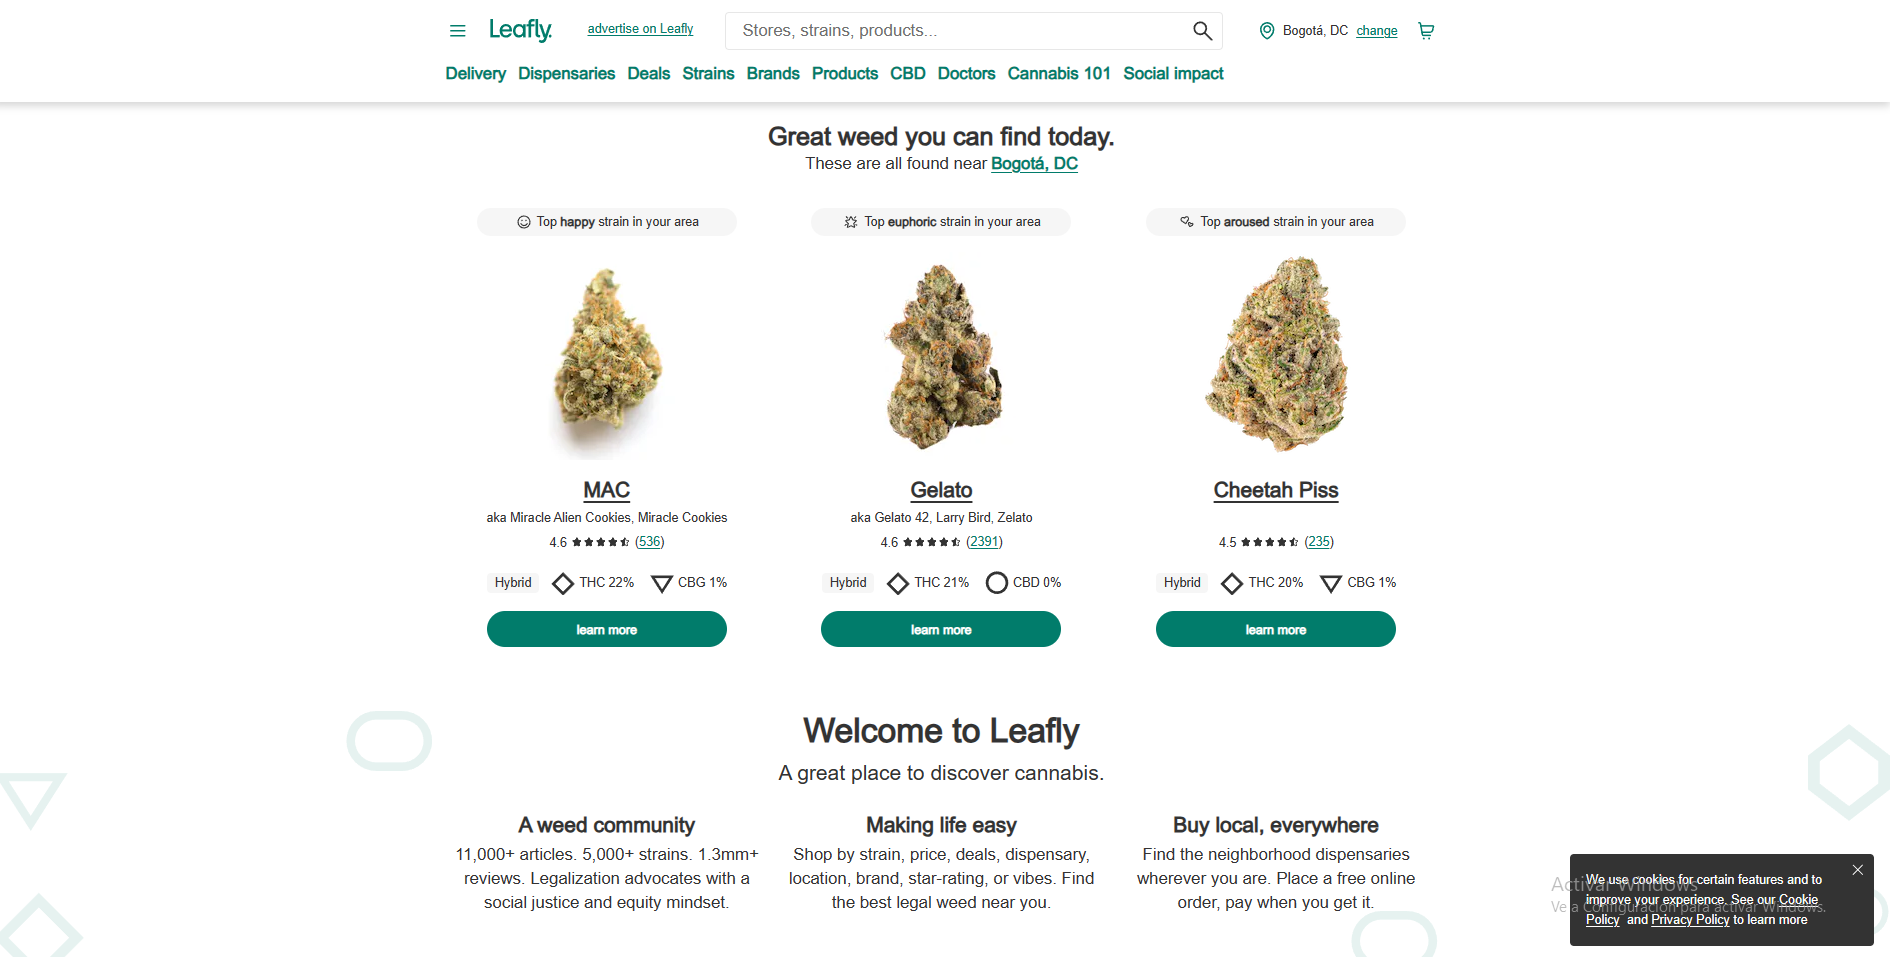 Leafly.
advertise on Leafly
Stores, strains, products...
Bogotá, DC change
Delivery Dispensaries Deals Strains Brands Products CBD Doctors Cannabis 101 Social impact
Great weed you can find today.
These are all found near Bogotá, DC
Top happy strain in your area
Top euphoric strain in your area
Top aroused strain in your area
MAC
aka Miracle Alien Cookies, Miracle Cookies
4.6 (536)
Hybrid THC 22% CBG 1%
learn more
Gelato
aka Gelato 42, Larry Bird, Zelato
4.6 (2391)
Hybrid THC 21% CBD 0%
learn more
Cheetah Piss
4.5 (235)
Hybrid THC 20% CBG 1%
learn more
Welcome to Leafly
A great place to discover cannabis.
A weed community
11,000+ articles. 5,000+ strains. 1.3mm+
reviews. Legalization advocates with a
social justice and equity mindset.
Making life easy
Shop by strain, price, deals, dispensary,
location, brand, star-rating, or vibes. Find
the best legal weed near you.
Buy local, everywhere
Find the neighborhood dispensaries
wherever you are. Place a free online
order, pay when you get it.
We use cookies for certain features and to
improve your experience. See our Cookie
Policy and Privacy Policy to learn more
Activar Windows
Ve a Configuración para activar Windows.